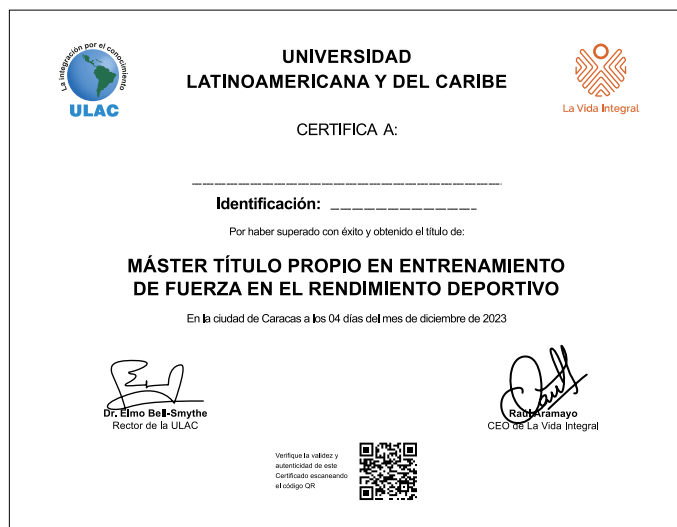 La integración por el conocimiento
ULAC
UNIVERSIDAD
LATINOAMERICANA Y DEL CARIBE
La Vida Integral
CERTIFICA A:
Identificación:
Por haber superado con éxito y obtenido el título de:
MÁSTER TÍTULO PROPIO EN ENTRENAMIENTO
DE FUERZA EN EL RENDIMIENTO DEPORTIVO
En la ciudad de Caracas a los 04 días del mes de diciembre de 2023
Dr. Elmo Bell-Smythe
Rector de la ULAC
Raúl Aramayo
CEO de La Vida Integral
Verifique la validez y
autenticidad de este
Certificado escaneando
el código QR